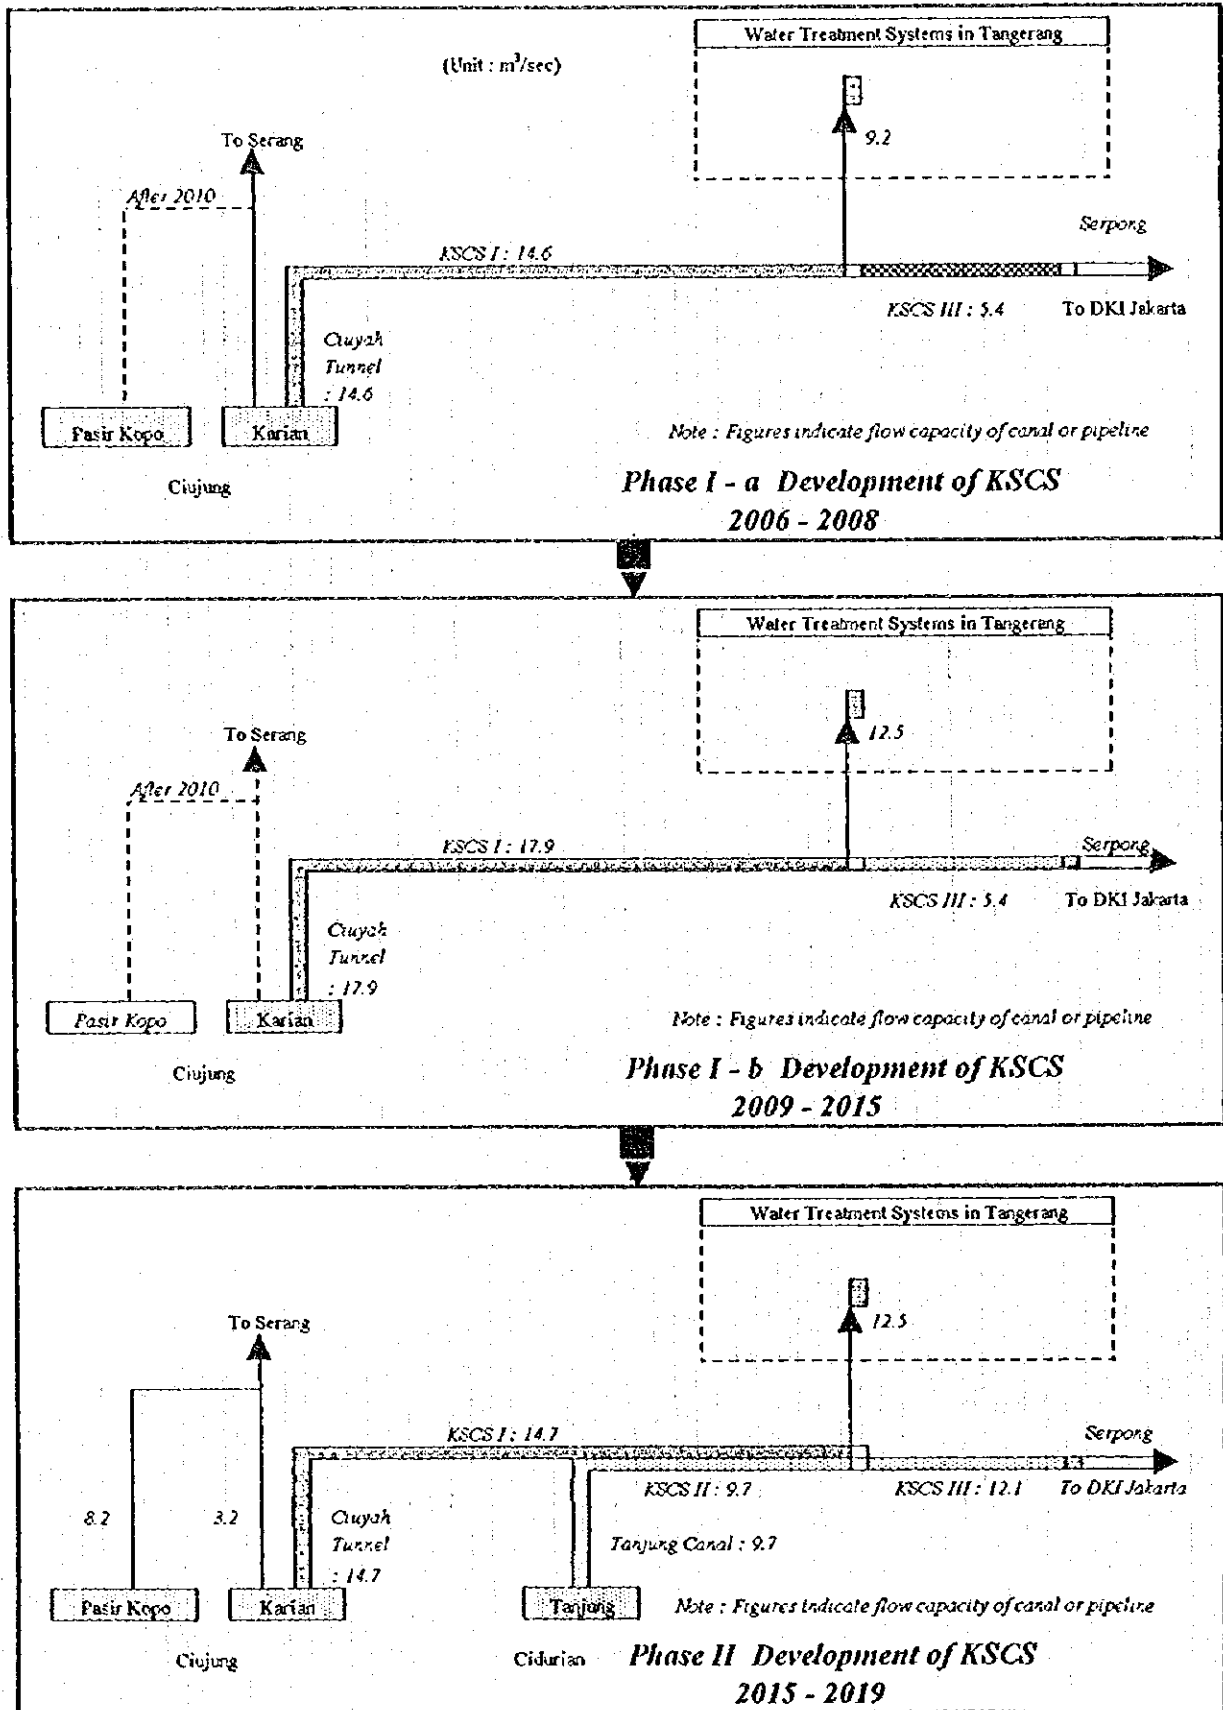 Water Treatment Systems in Tangerang
(Unit : m³/sec)
To Serang
9.2
After 2010
Serpong
KSCS I : 14.6
KSCS III : 5.4
To DKI Jakarta
Ciuyah
Tunnel
: 14.6
Pasir Kopo
Karian
Note : Figures indicate flow capacity of canal or pipeline
Ciujung
Phase I - a Development of KSCS
2006 - 2008
Water Treatment Systems in Tangerang
To Serang
12.5
After 2010
KSCS I : 17.9
Serpong
KSCS III : 5.4
To DKI Jakarta
Ciuyah
Tunnel
: 17.9
Pasir Kopo
Karian
Note : Figures indicate flow capacity of canal or pipeline
Ciujung
Phase I - b Development of KSCS
2009 - 2015
Water Treatment Systems in Tangerang
To Serang
12.5
KSCS I : 14.7
Serpong
KSCS II : 9.7
KSCS III : 12.1
To DKI Jakarta
8.2
3.2
Ciuyah
Tunnel
: 14.7
Tanjung Canal : 9.7
Pasir Kopo
Karian
Tanjung
Note : Figures indicate flow capacity of canal or pipeline
Ciujung
Cidurian
Phase II Development of KSCS
2015 - 2019